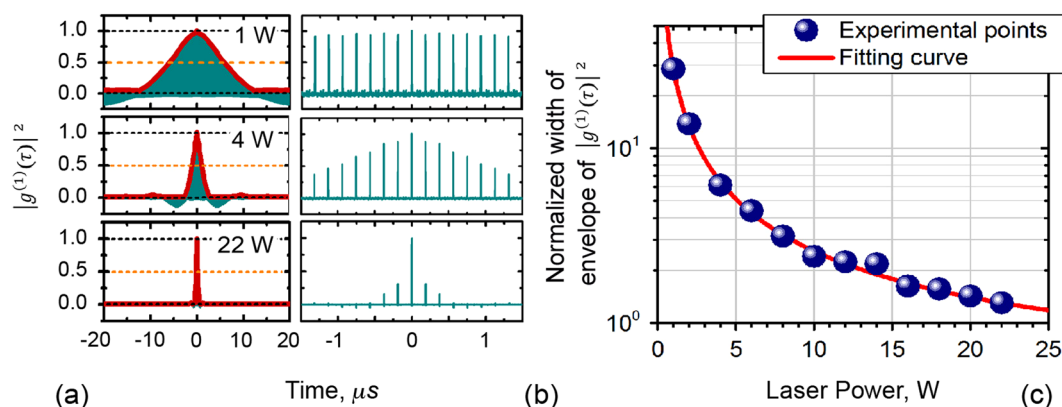 (a)
|g⁽¹⁾(τ)| ²
1.0
0.5
0.0
1 W
1.0
0.5
0.0
4 W
1.0
0.5
0.0
22 W
-20 -10 0 10 20
-1 0 1
Time, μs
(b)
Normalized width of
envelope of |g⁽¹⁾(τ)| ²
10¹
10⁰
Experimental points
Fitting curve
0 5 10 15 20 25
Laser Power, W
(c)